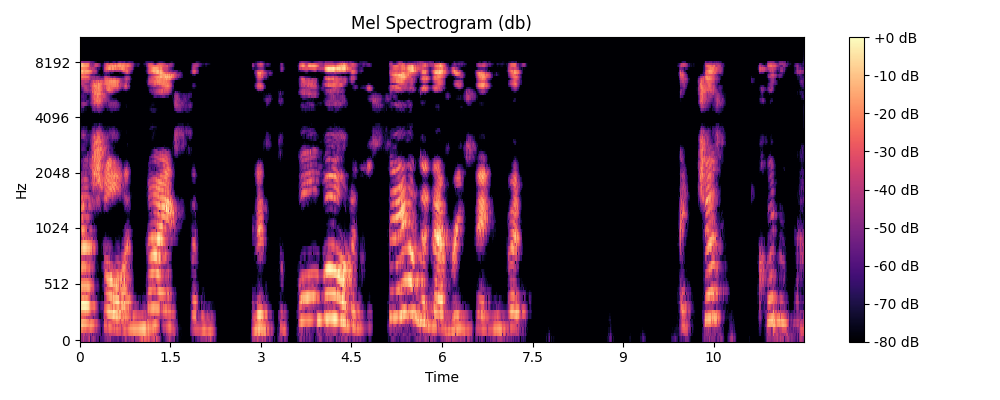 Mel Spectrogram (db)
Hz
8192
4096
2048
1024
512
0
0 1.5 3 4.5 6 7.5 9 10
Time
+0 dB
-10 dB
-20 dB
-30 dB
-40 dB
-50 dB
-60 dB
-70 dB
-80 dB